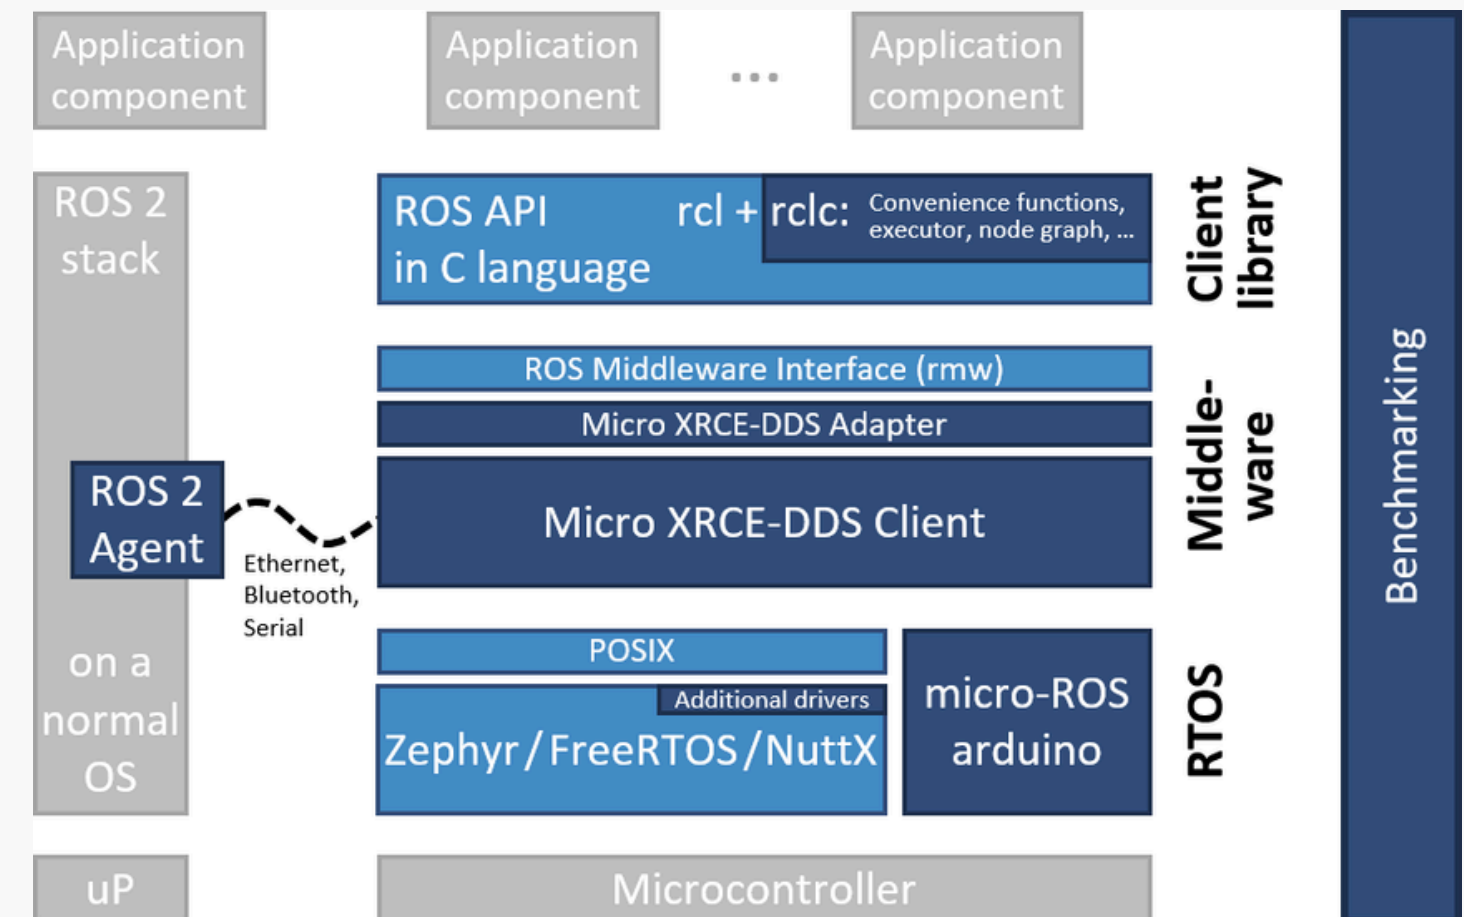 Application
component
Application
component
...
Application
component
ROS 2
stack
ROS 2
Agent
on a
normal
OS
uP
Ethernet,
Bluetooth,
Serial
ROS API
in C language
rcl + rclc:
Convenience functions,
executor, node graph, ...
Client
library
ROS Middleware Interface (rmw)
Micro XRCE-DDS Adapter
Micro XRCE-DDS Client
Middle-
ware
POSIX
Additional drivers
Zephyr/FreeRTOS/NuttX
micro-ROS
arduino
RTOS
Microcontroller
Benchmarking